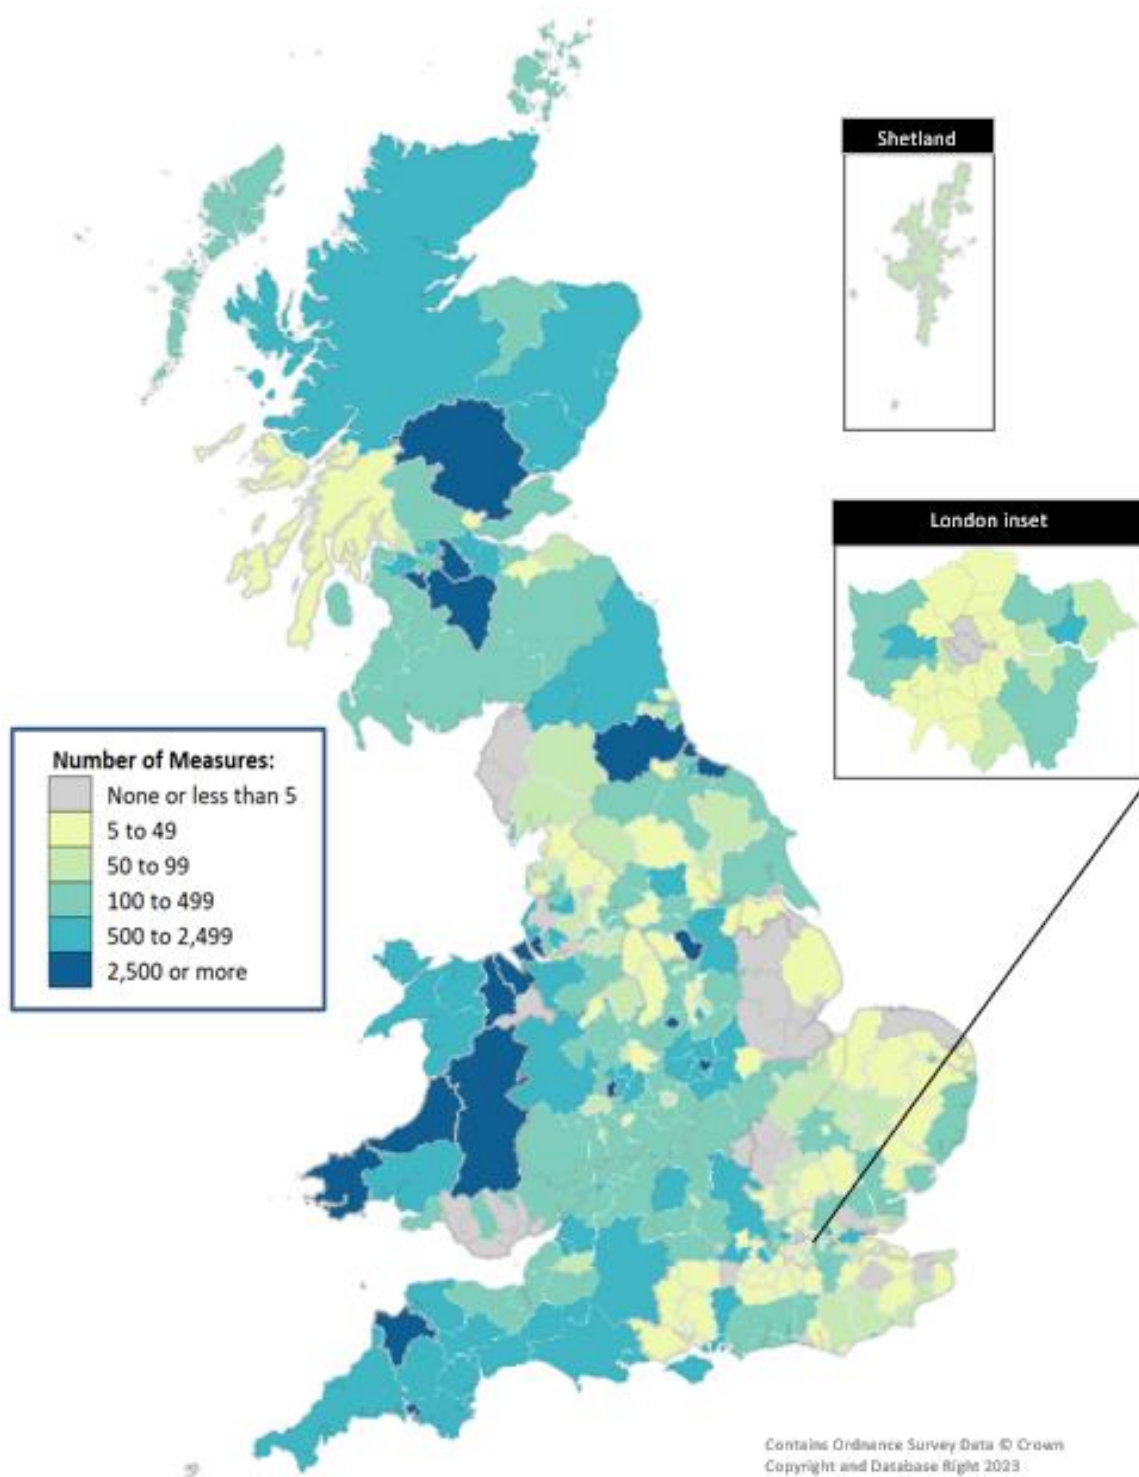 Shetland
London inset
Number of Measures:
None or less than 5
5 to 49
50 to 99
100 to 499
500 to 2,499
2,500 or more
Contains Ordnance Survey Data © Crown
Copyright and Database Right 2023